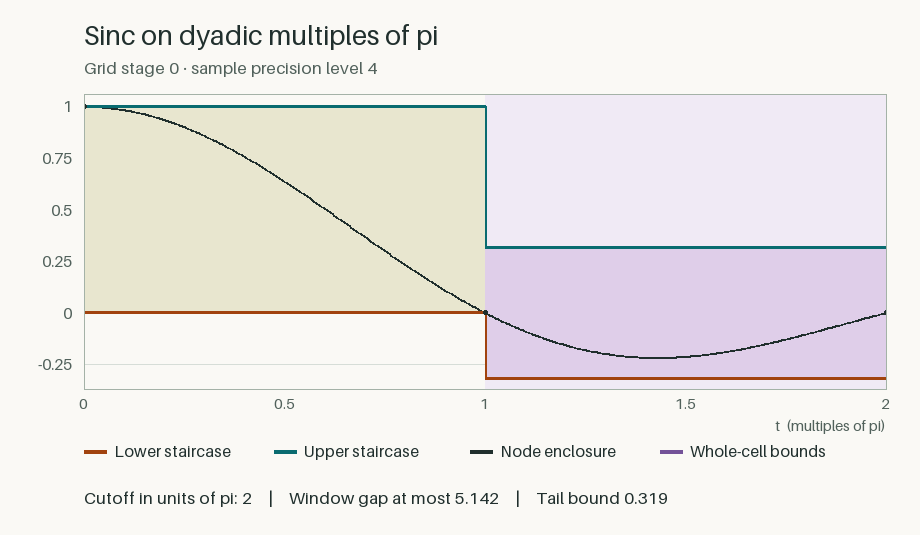 Sinc on dyadic multiples of pi
Grid stage 0 · sample precision level 4
1
0.75
0.5
0.25
0
-0.25
0 0.5 1 1.5 2
t (multiples of pi)
Lower staircase Upper staircase Node enclosure Whole-cell bounds
Cutoff in units of pi: 2 | Window gap at most 5.142 | Tail bound 0.319